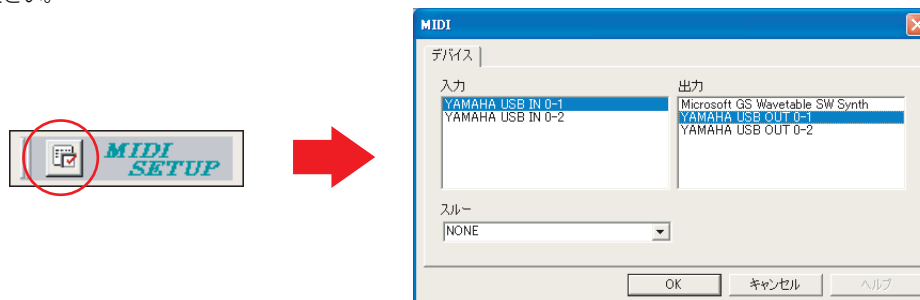 さい。
MIDI
SETUP
MIDI
デバイス
入力
YAMAHA USB IN 0-1
YAMAHA USB IN 0-2
出力
Microsoft GS Wavetable SW Synth
YAMAHA USB OUT 0-1
YAMAHA USB OUT 0-2
スルー
NONE
OK
キャンセル
ヘルプ